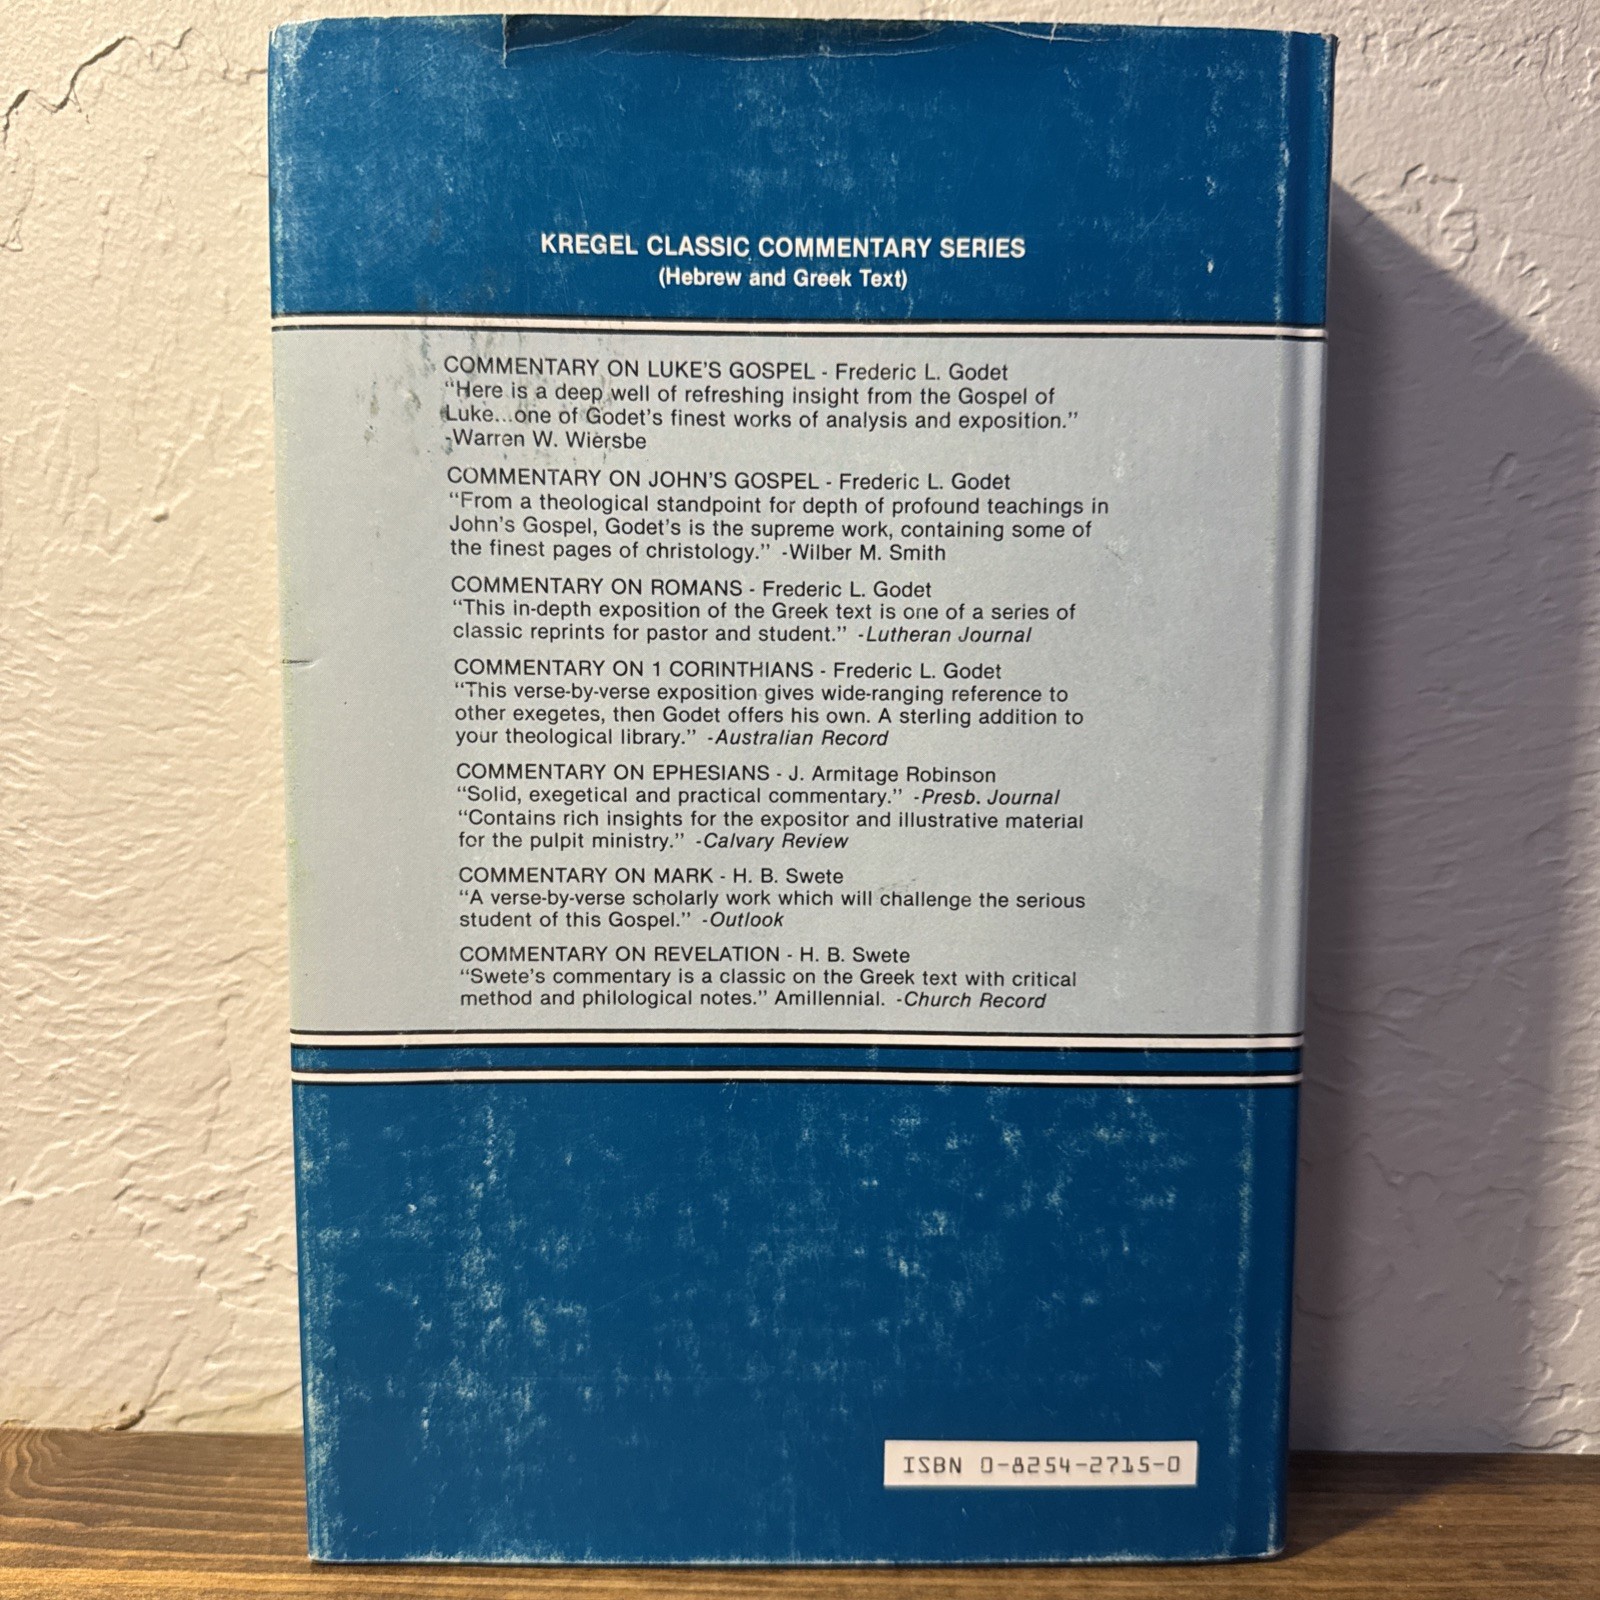 KREGEL CLASSIC COMMENTARY SERIES
(Hebrew and Greek Text)
COMMENTARY ON LUKE'S GOSPEL - Frederic L. Godet
"Here is a deep well of refreshing insight from the Gospel of
Luke...one of Godet's finest works of analysis and exposition."
-Warren W. Wiersbe
COMMENTARY ON JOHN'S GOSPEL - Frederic L. Godet
"From a theological standpoint for depth of profound teachings in
John's Gospel, Godet's is the supreme work, containing some of
the finest pages of christology." -Wilber M. Smith
COMMENTARY ON ROMANS - Frederic L. Godet
"This in-depth exposition of the Greek text is one of a series of
classic reprints for pastor and student." -Lutheran Journal
COMMENTARY ON 1 CORINTHIANS - Frederic L. Godet
"This verse-by-verse exposition gives wide-ranging reference to
other exegetes, then Godet offers his own. A sterling addition to
your theological library." -Australian Record
COMMENTARY ON EPHESIANS - J. Armitage Robinson
"Solid, exegetical and practical commentary." -Presb. Journal
"Contains rich insights for the expositor and illustrative material
for the pulpit ministry." -Calvary Review
COMMENTARY ON MARK - H. B. Swete
"A verse-by-verse scholarly work which will challenge the serious
student of this Gospel." -Outlook
COMMENTARY ON REVELATION - H. B. Swete
"Swete's commentary is a classic on the Greek text with critical
method and philological notes." Amillennial. -Church Record
ISBN 0-8254-2715-0